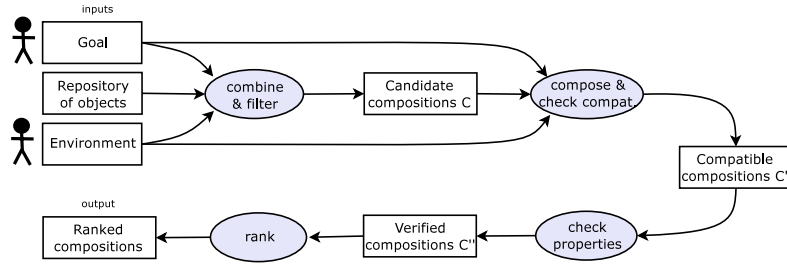 inputs
Goal
Repository
of objects
Environment
combine
& filter
Candidate
compositions C
compose &
check compat.
Compatible
compositions C'
output
Ranked
compositions
rank
Verified
compositions C''
check
properties